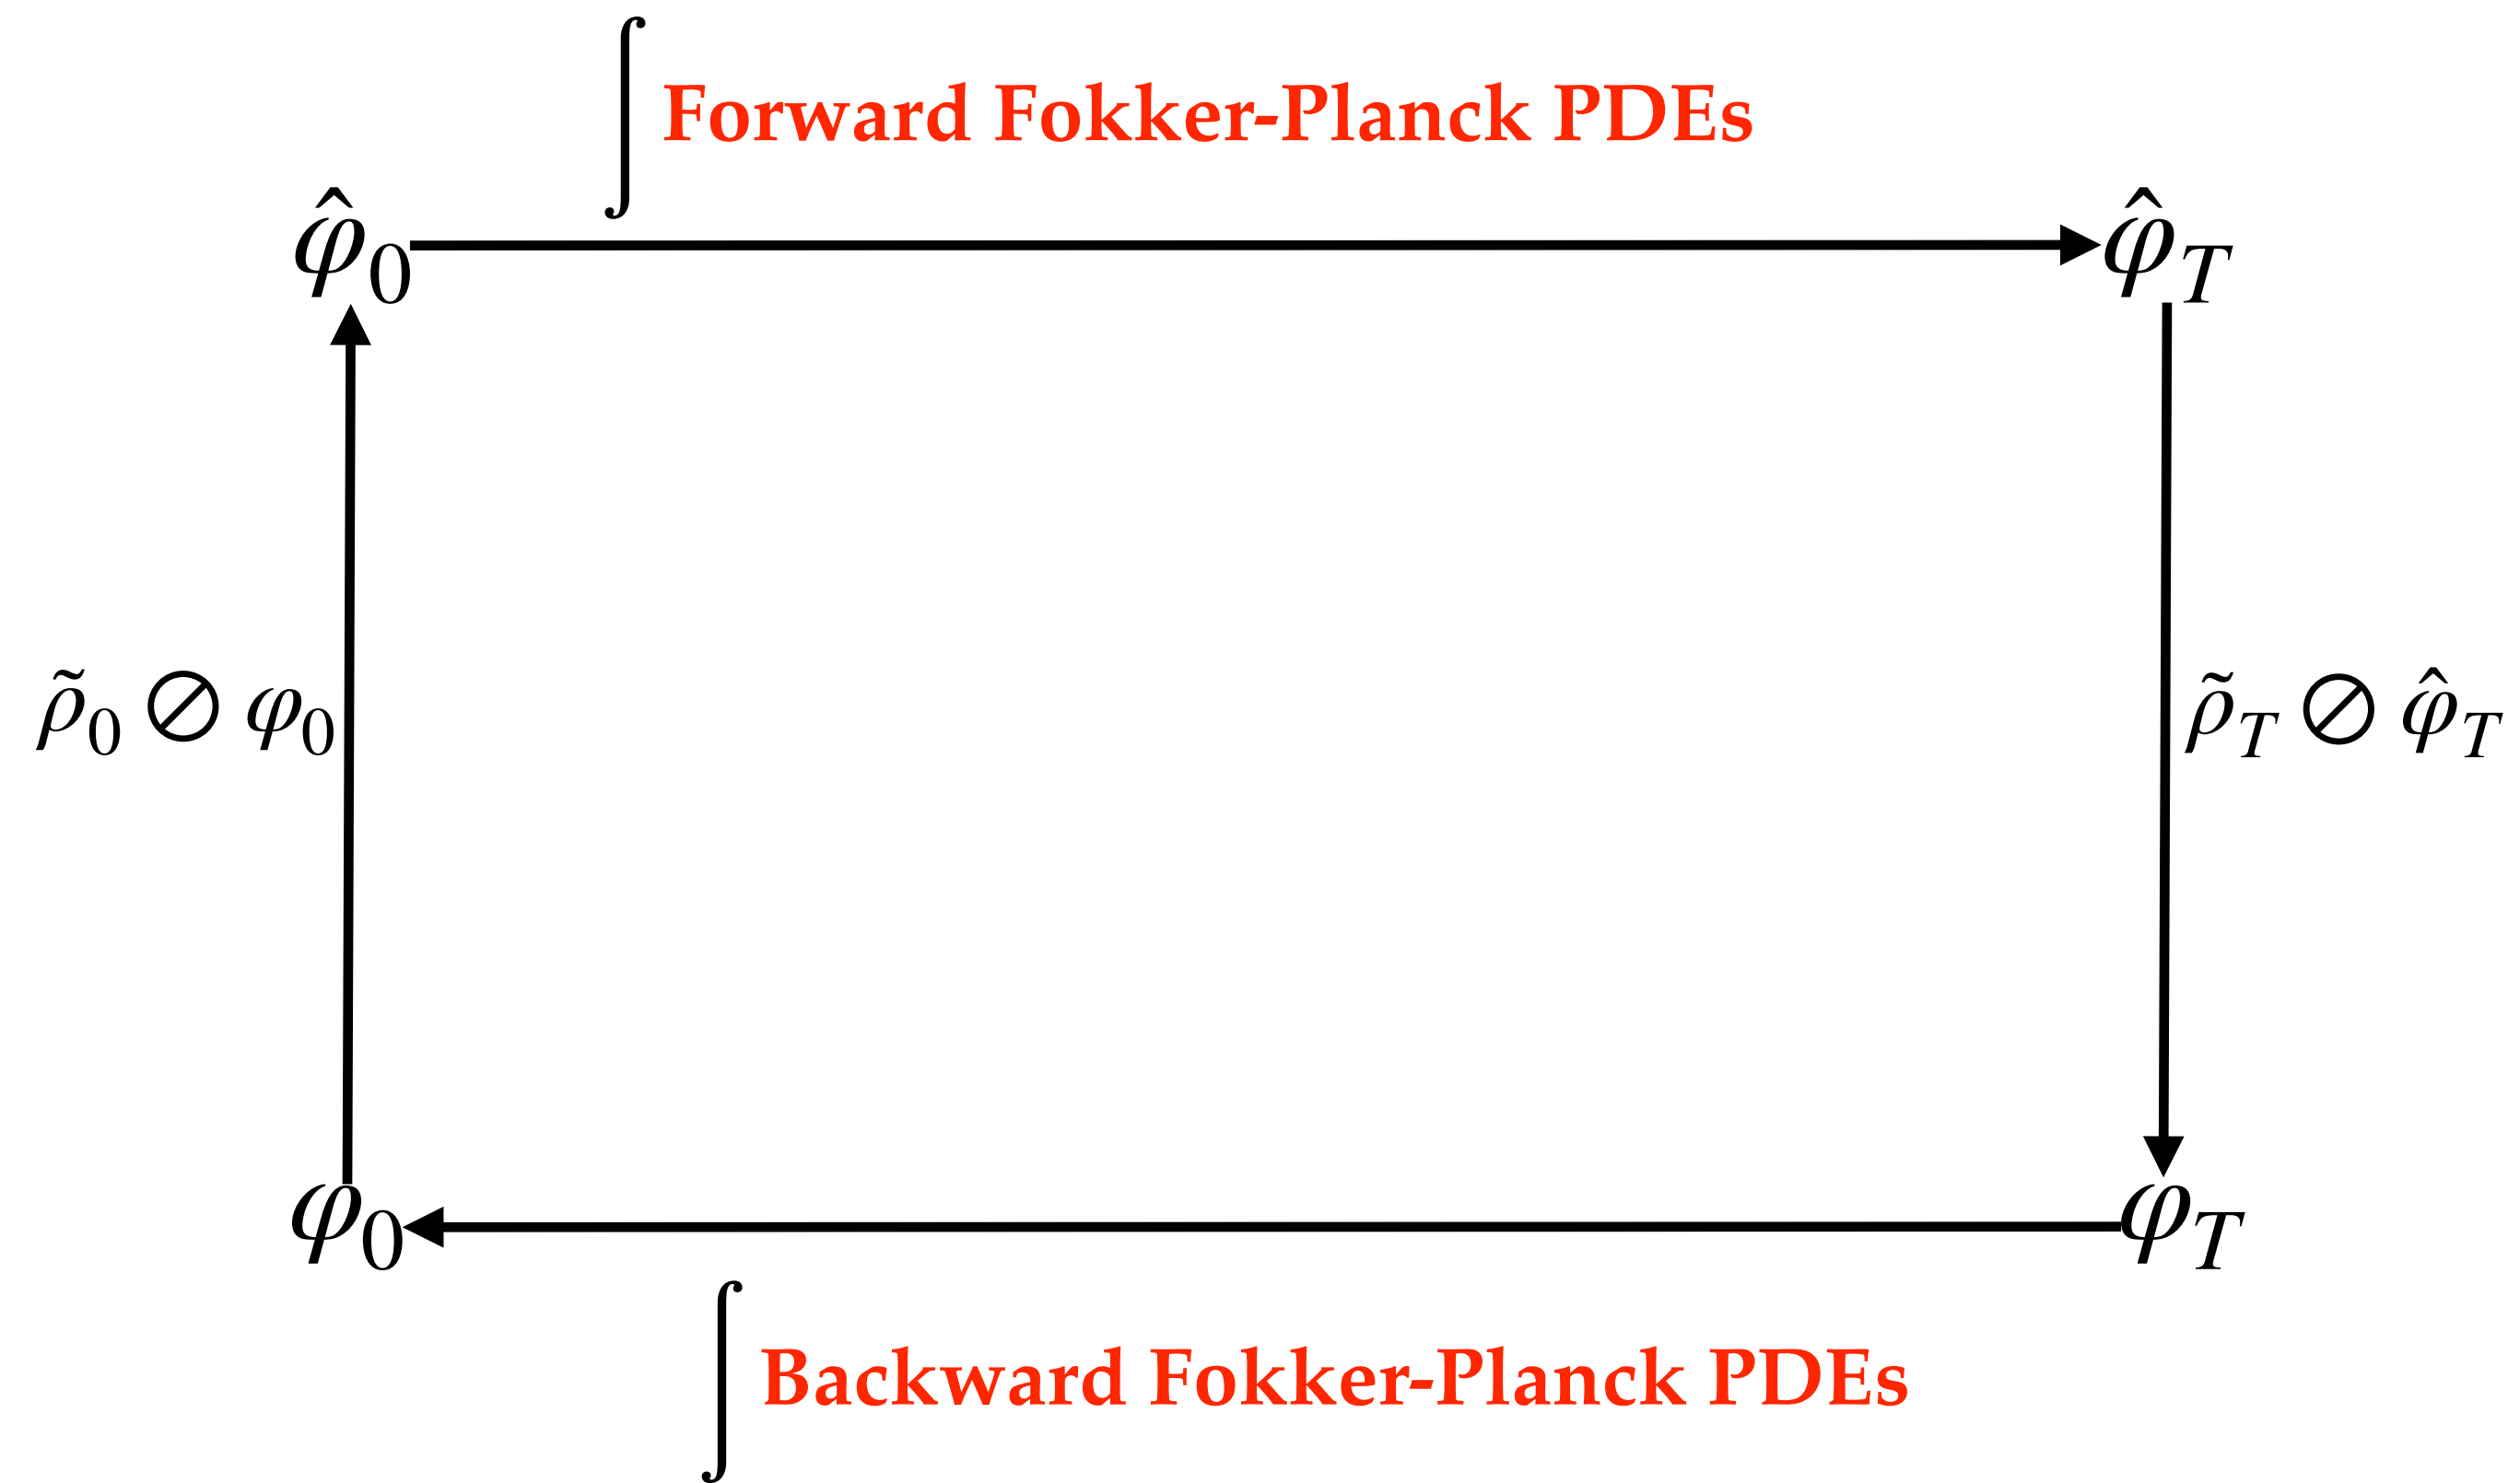 ∫ Forward Fokker-Planck PDEs
φ̂₀ φ̂_T
ρ̃₀ ⊘ φ₀ ρ̃_T ⊘ φ̂_T
φ₀ φ_T
∫ Backward Fokker-Planck PDEs